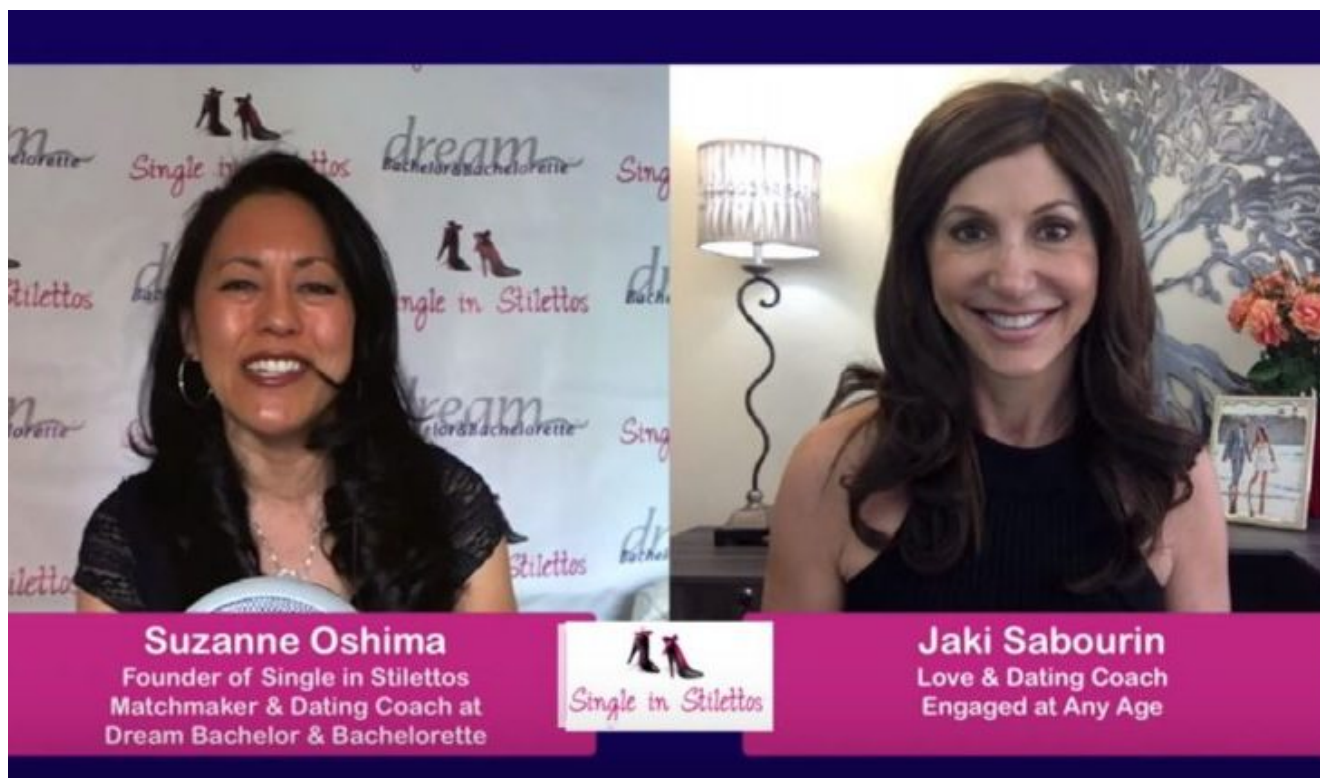 Single in Stilettos
dream
Bachelor&Bachelorette
Single in Stilettos
dream
Suzanne Oshima
Founder of Single in Stilettos
Matchmaker & Dating Coach at
Dream Bachelor & Bachelorette
Single in Stilettos
Jaki Sabourin
Love & Dating Coach
Engaged at Any Age